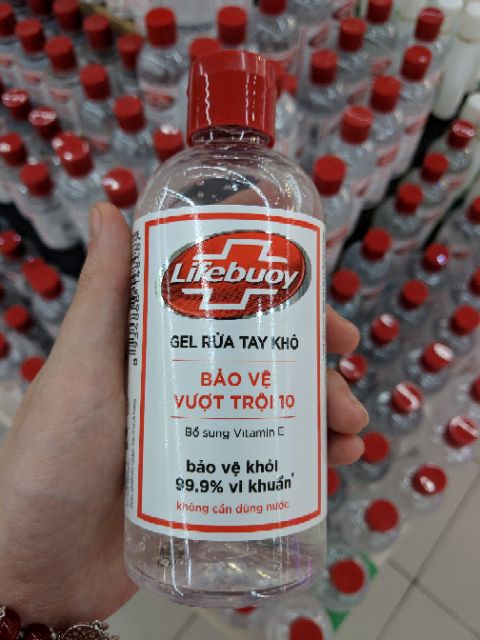 Lifebuoy
GEL RỬA TAY KHÔ
BẢO VỆ
VƯỢT TRỘI 10
Bổ sung Vitamin E
bảo vệ khỏi
99.9% vi khuẩn*
không cần dùng nước